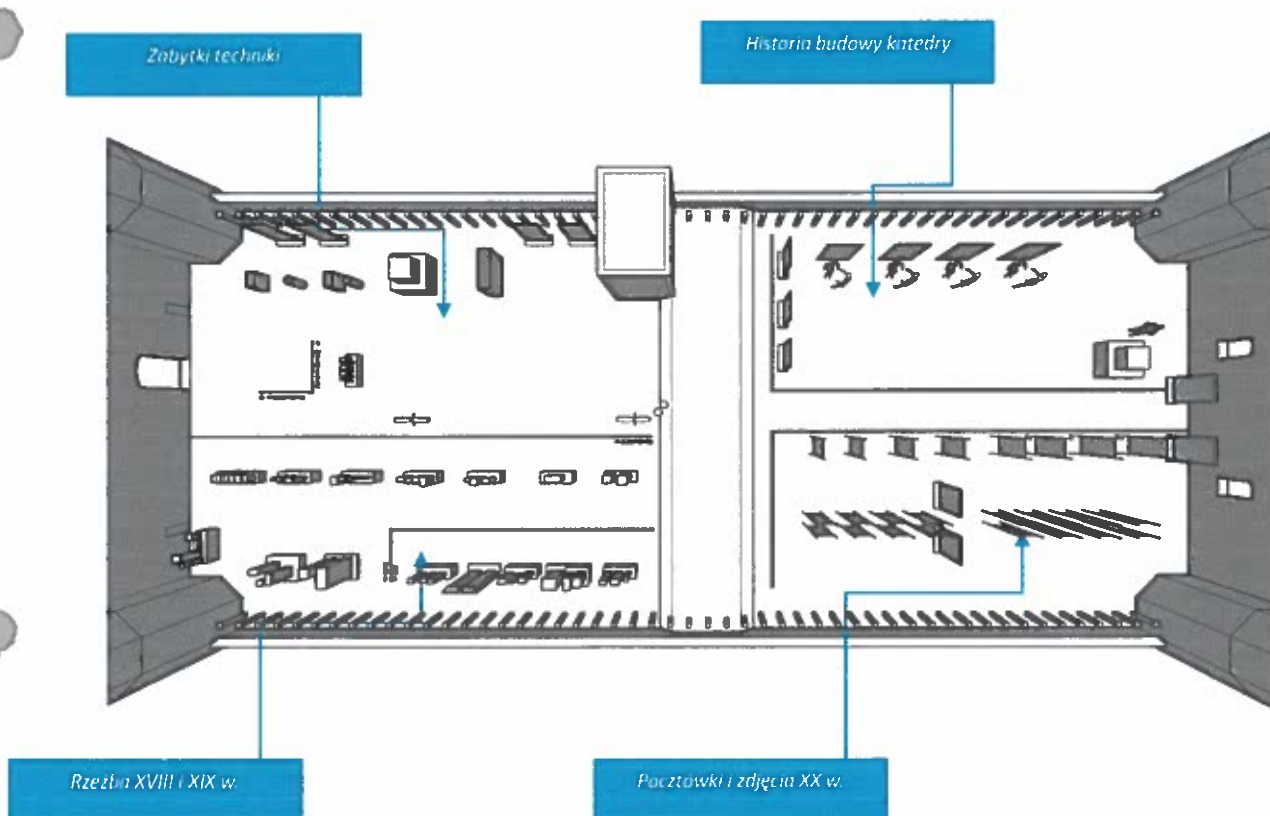 Zabytki techniki
Historia budowy katedry
Rzeźba XVIII i XIX w.
Pocztówki i zdjęcia XX w.